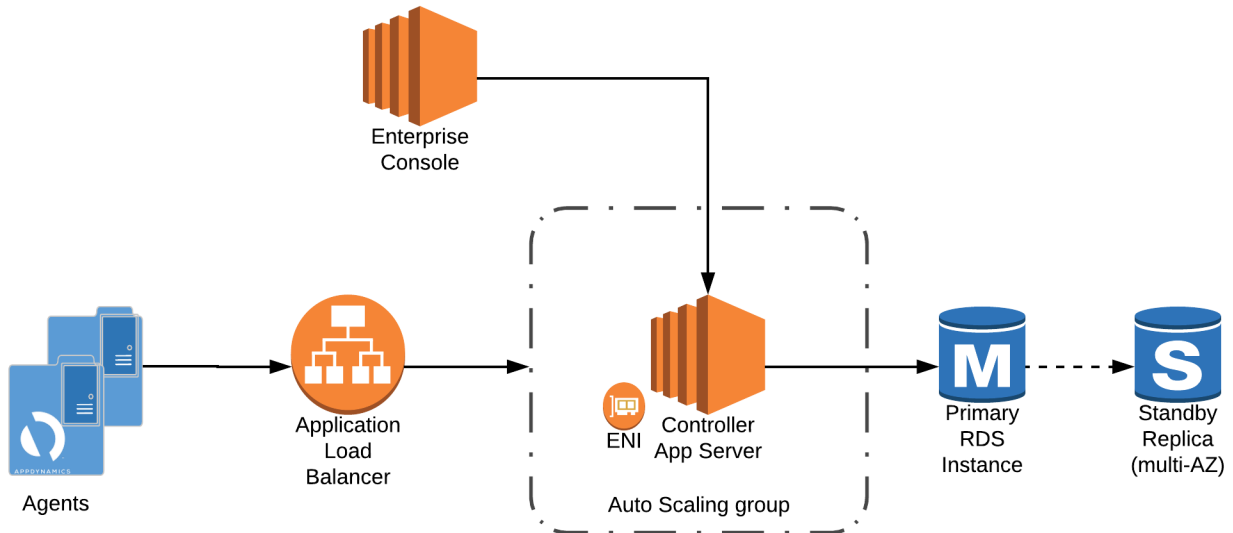 Enterprise
Console
APPDYNAMICS
Agents
Application
Load
Balancer
ENI
Controller
App Server
Auto Scaling group
M
Primary
RDS
Instance
S
Standby
Replica
(multi-AZ)